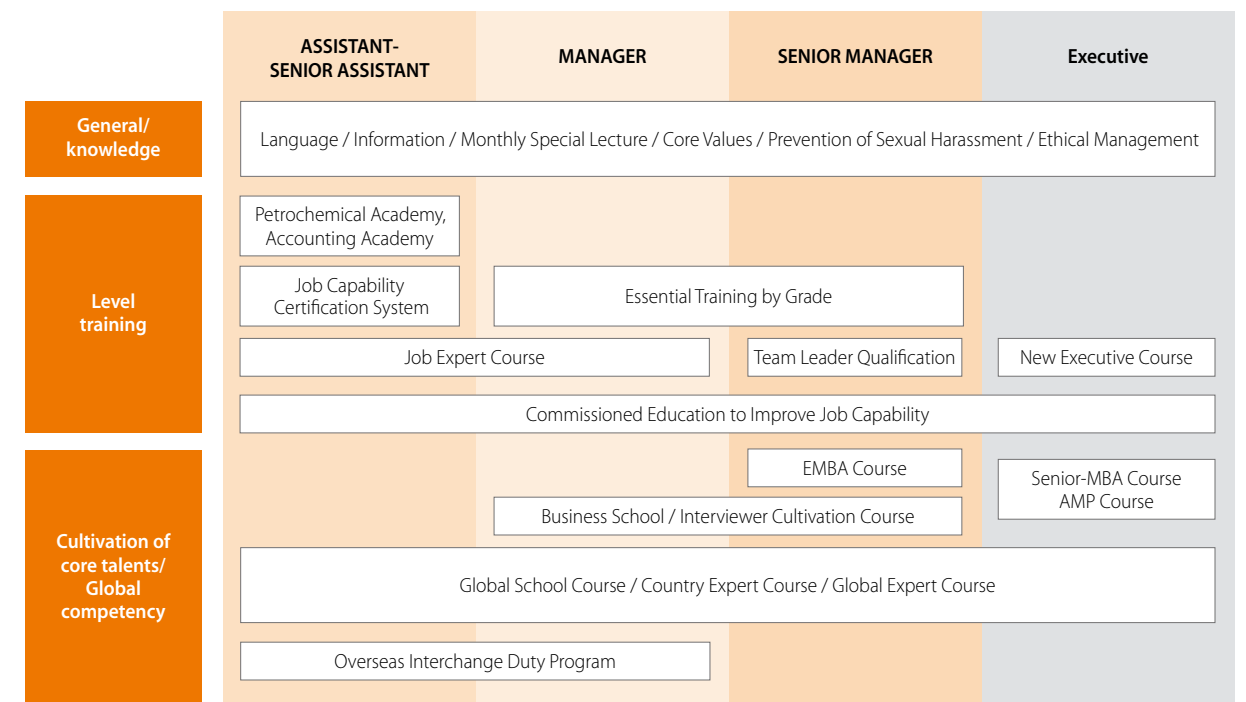 ASSISTANT-
SENIOR ASSISTANT
MANAGER
SENIOR MANAGER
Executive
General/
knowledge
Language / Information / Monthly Special Lecture / Core Values / Prevention of Sexual Harassment / Ethical Management
Level
training
Petrochemical Academy,
Accounting Academy
Job Capability
Certification System
Essential Training by Grade
Job Expert Course
Team Leader Qualification
New Executive Course
Commissioned Education to Improve Job Capability
Cultivation of
core talents/
Global
competency
EMBA Course
Senior-MBA Course
AMP Course
Business School / Interviewer Cultivation Course
Global School Course / Country Expert Course / Global Expert Course
Overseas Interchange Duty Program